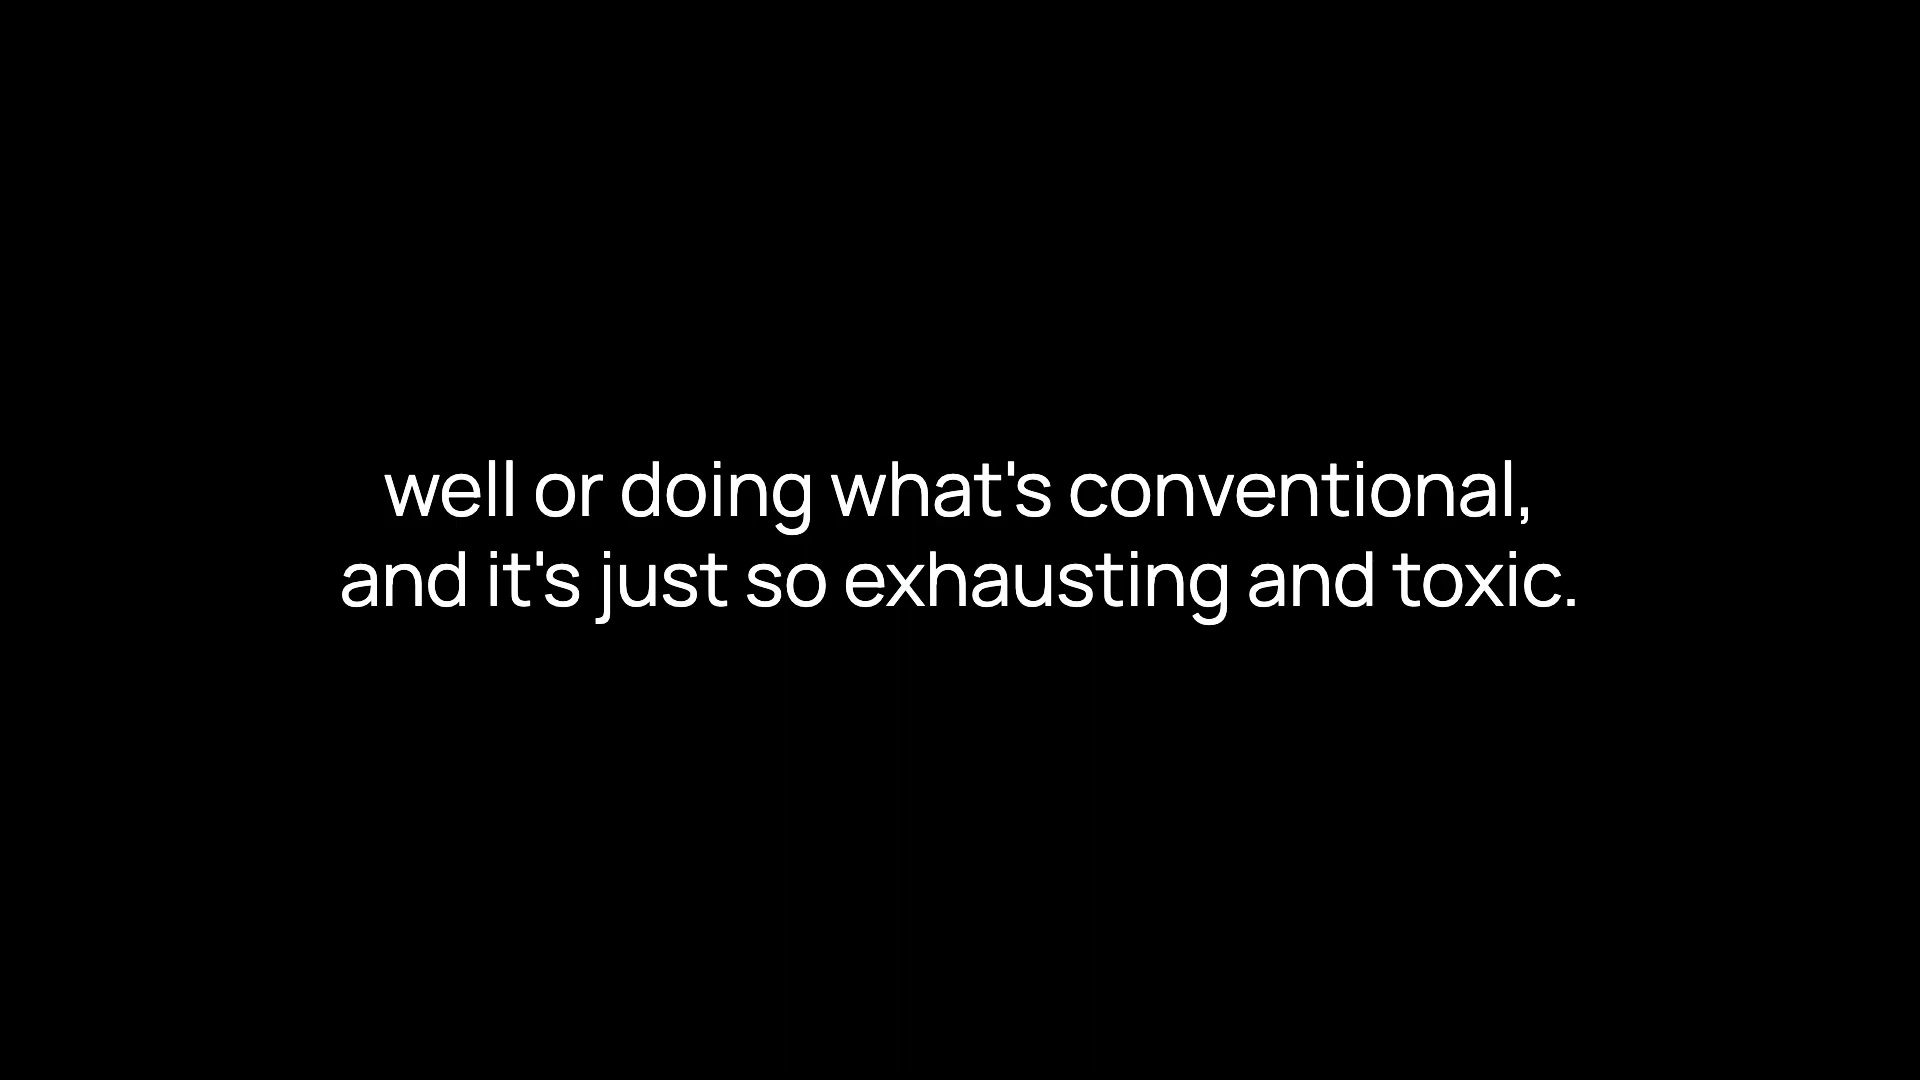 well or doing what's conventional,
and it's just so exhausting and toxic.